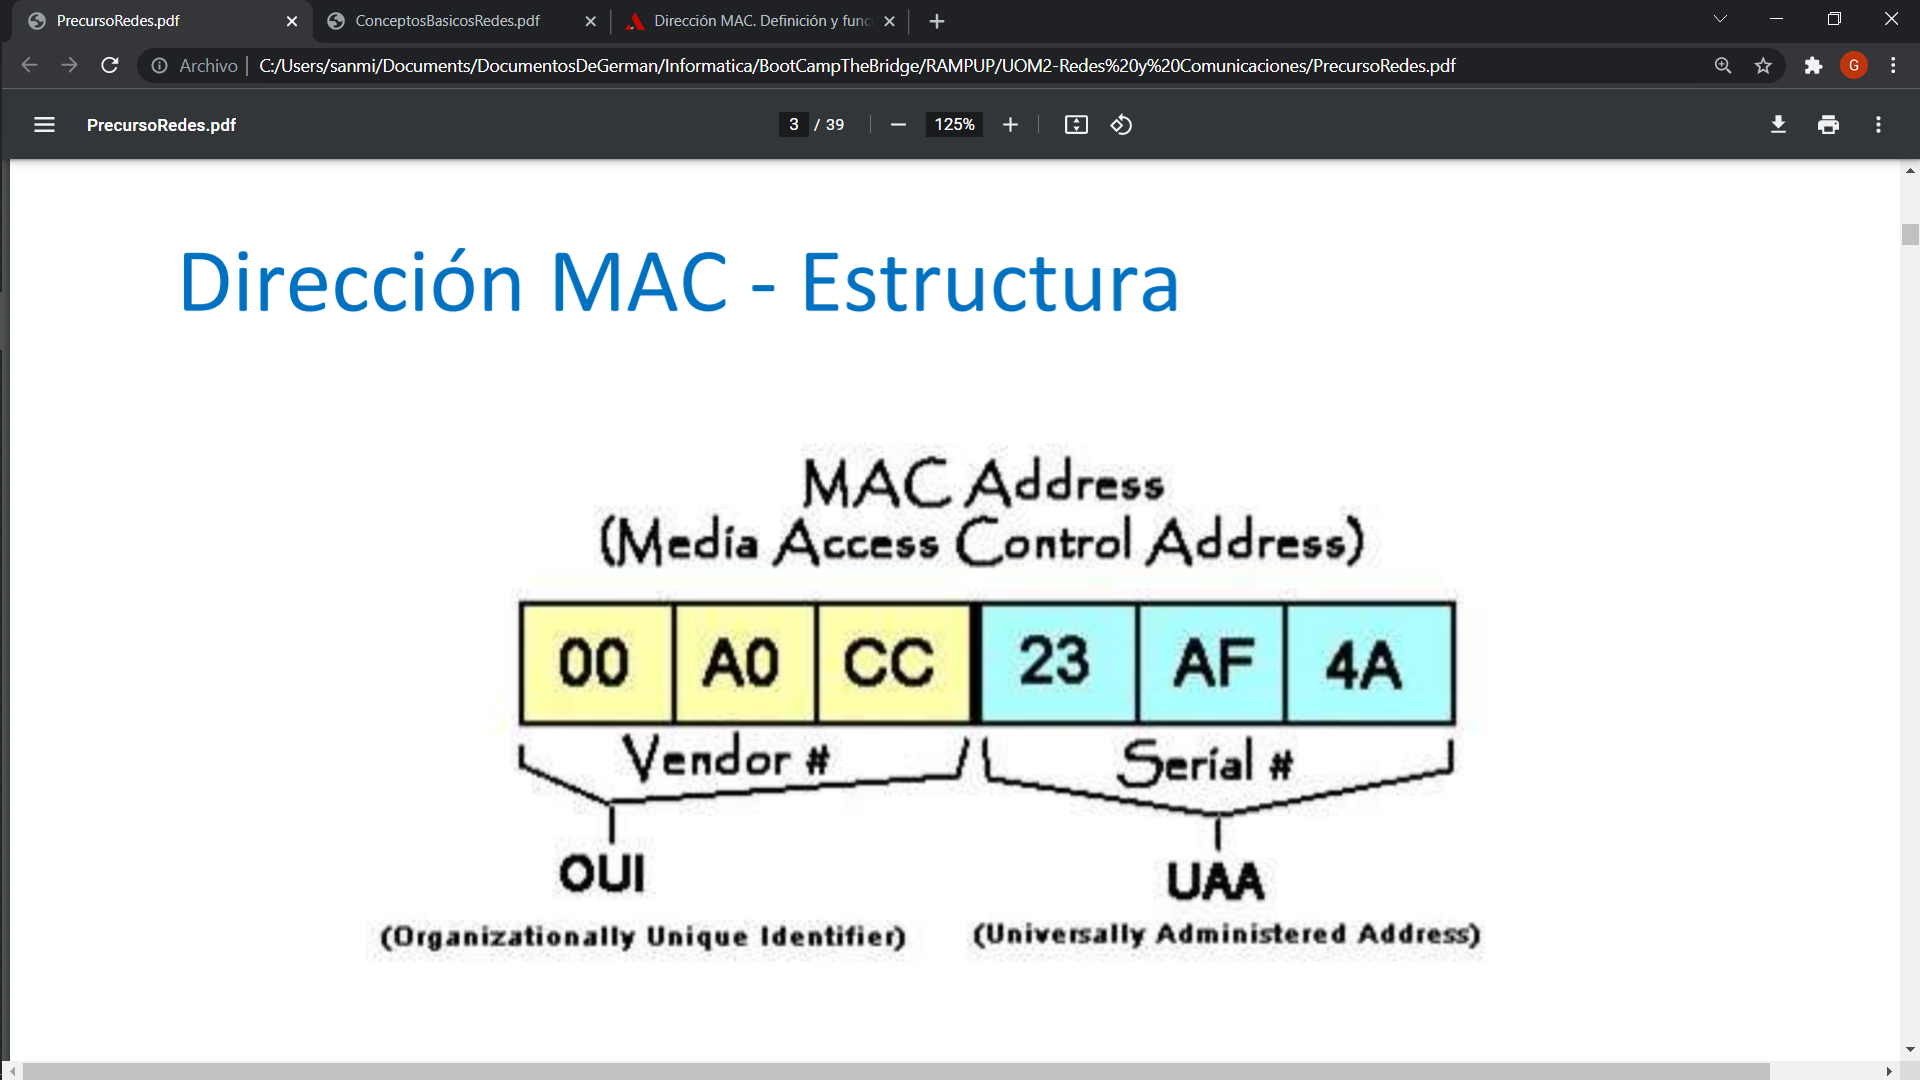 PrecursoRedes.pdf
ConceptosBasicosRedes.pdf
Dirección MAC. Definición y func
Archivo
C:/Users/sanmi/Documents/DocumentosDeGerman/Informatica/BootCampTheBridge/RAMPUP/UOM2-Redes%20y%20Comunicaciones/PrecursoRedes.pdf
G
PrecursoRedes.pdf
3 / 39
125%
Dirección MAC - Estructura
MAC Address
(Media Access Control Address)
00 A0 CC 23 AF 4A
Vendor # Serial #
OUI UAA
(Organizationally Unique Identifier) (Universally Administered Address)